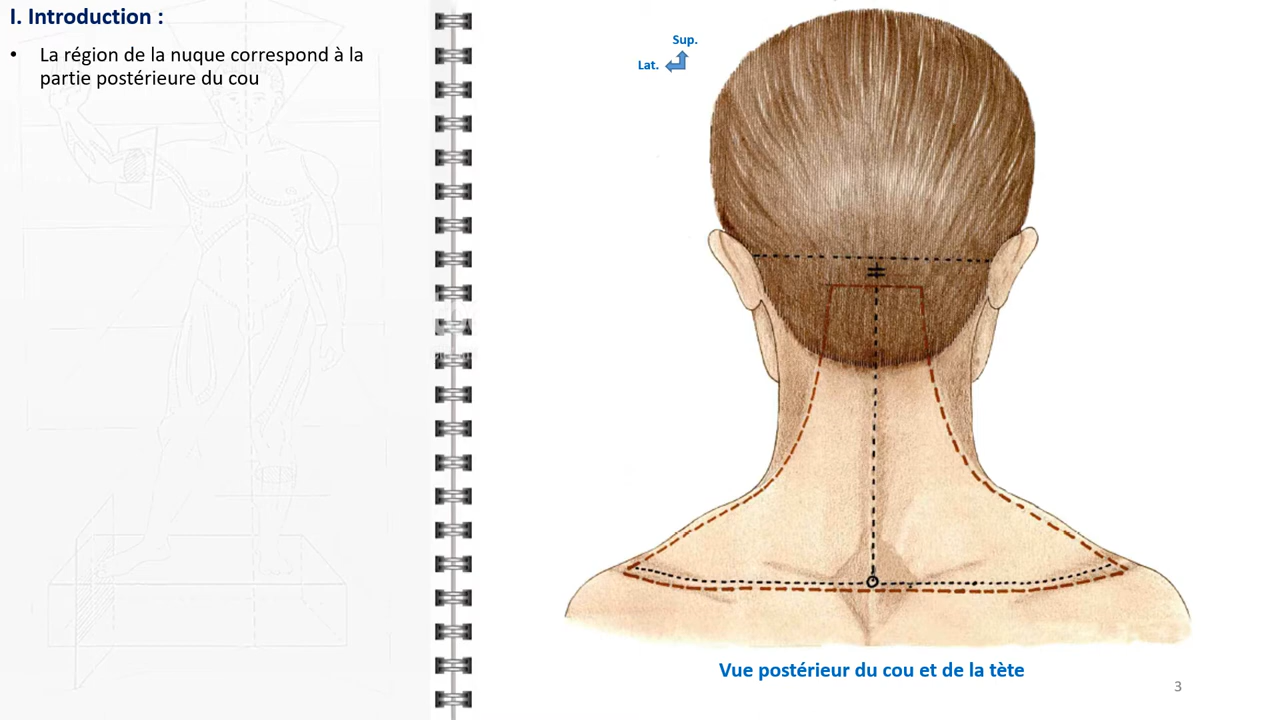 I. Introduction :
• La région de la nuque correspond à la
partie postérieure du cou
Sup.
Lat.
Vue postérieur du cou et de la tète
3